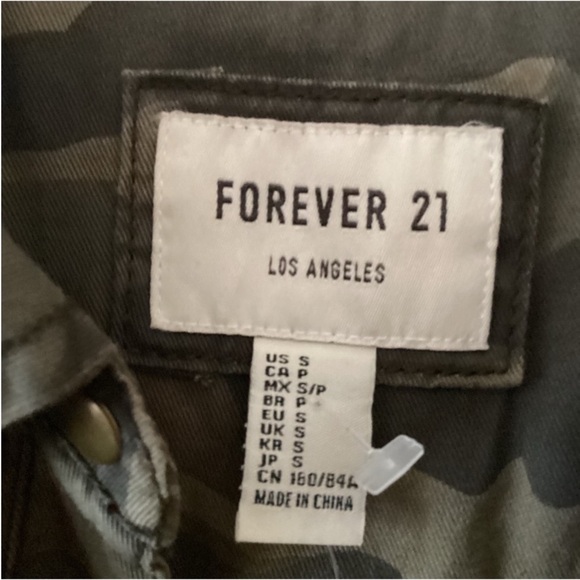 FOREVER 21
LOS ANGELES
US S
CA P
MX S/P
BR P
EU S
UK S
KR S
JP S
CN 160/84A
MADE IN CHINA